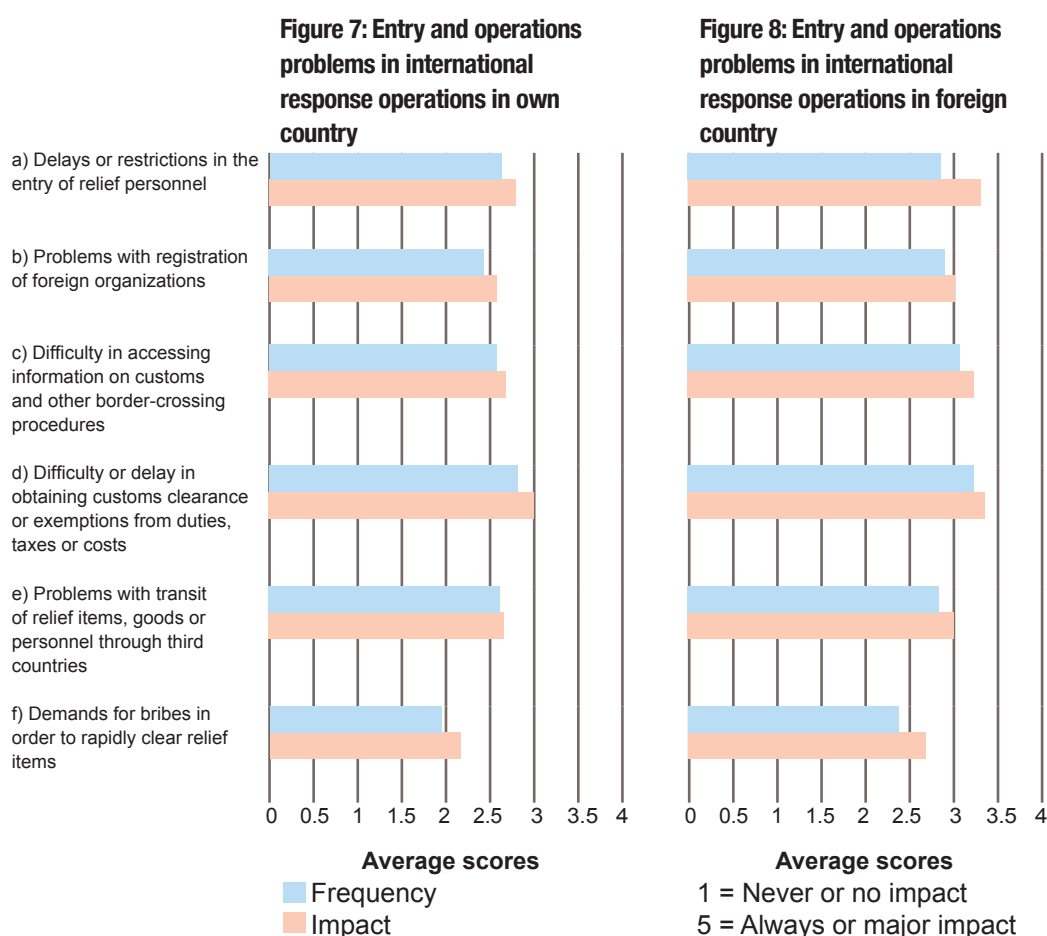 Figure 7: Entry and operations
problems in international
response operations in own
country
Figure 8: Entry and operations
problems in international
response operations in foreign
country
a) Delays or restrictions in the
entry of relief personnel
b) Problems with registration
of foreign organizations
c) Difficulty in accessing
information on customs
and other border-crossing
procedures
d) Difficulty or delay in
obtaining customs clearance
or exemptions from duties,
taxes or costs
e) Problems with transit
of relief items, goods or
personnel through third
countries
f) Demands for bribes in
order to rapidly clear relief
items
0 0.5 1 1.5 2 2.5 3 3.5 4
0 0.5 1 1.5 2 2.5 3 3.5 4
Average scores
Frequency
Impact
Average scores
1 = Never or no impact
5 = Always or major impact